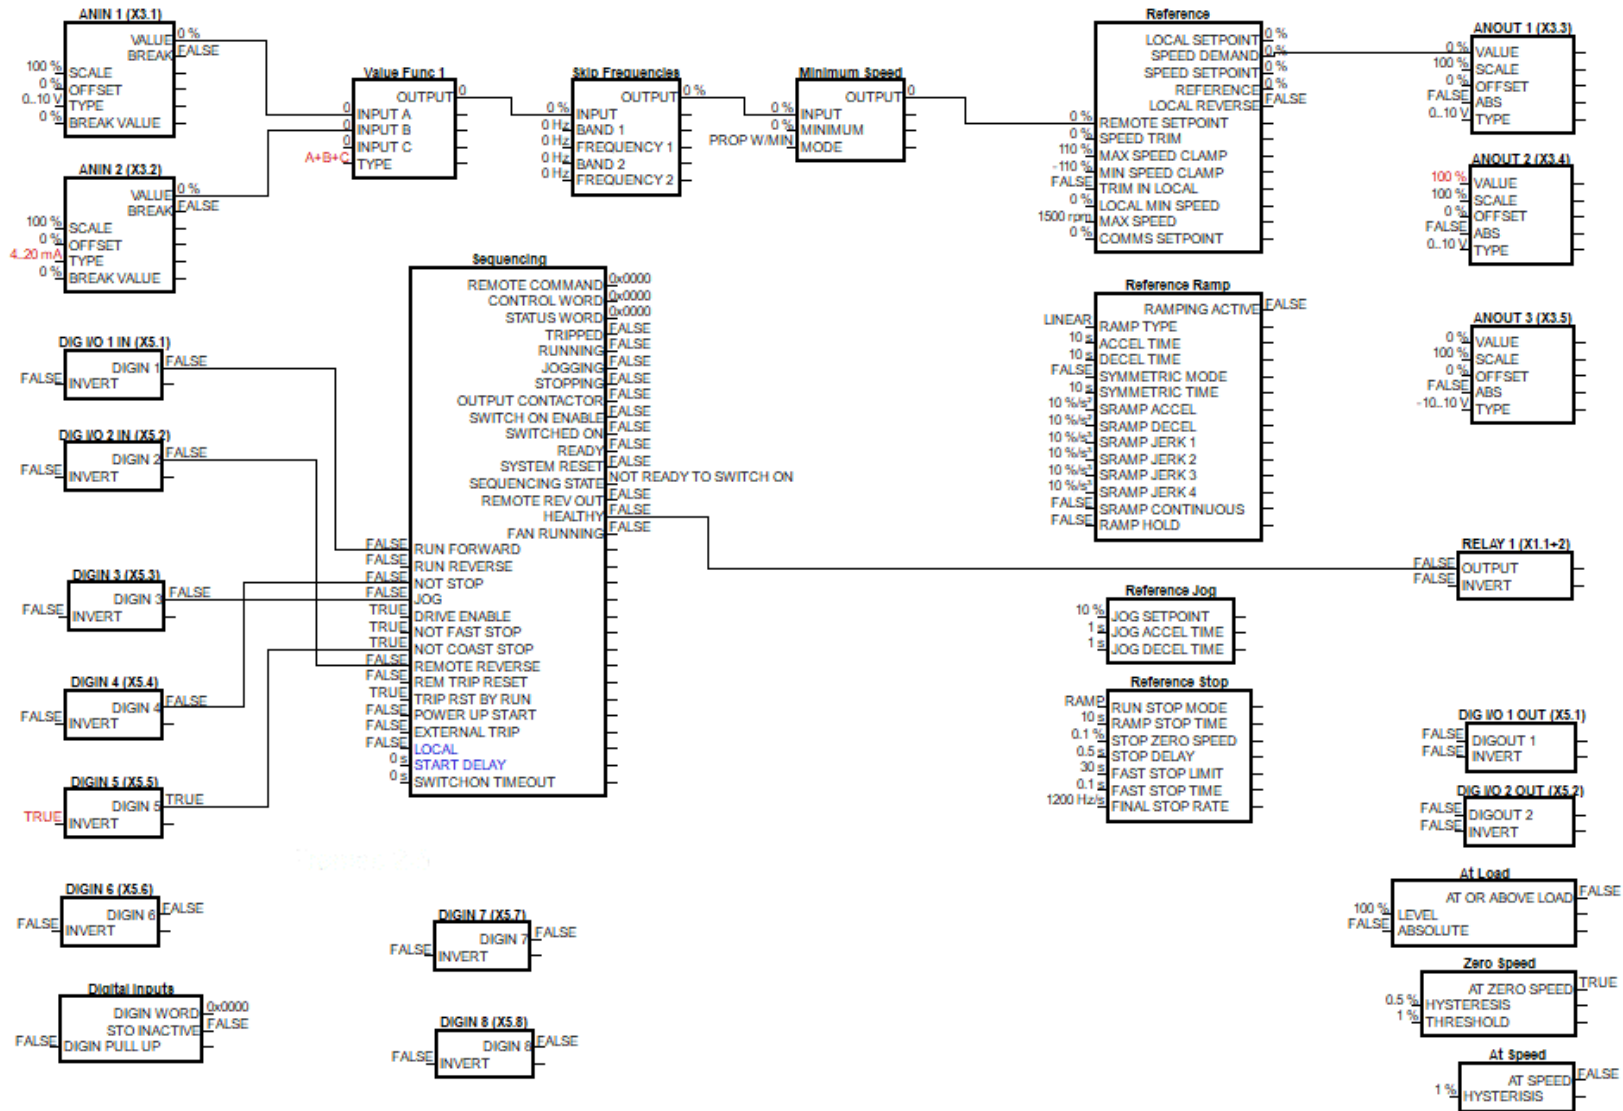 ANIN 1 (X3.1)
VALUE 0 %
BREAK FALSE
100 % SCALE
0 % OFFSET
0..10 V TYPE
0 % BREAK VALUE
ANIN 2 (X3.2)
VALUE 0 %
BREAK FALSE
100 % SCALE
0 % OFFSET
4..20 mA TYPE
0 % BREAK VALUE
Value Func 1
OUTPUT 0
0 INPUT A
0 INPUT B
0 INPUT C
A+B+C TYPE
Skip Frequencies
OUTPUT 0 %
0 % INPUT
0 Hz BAND 1
0 Hz FREQUENCY 1
0 Hz BAND 2
0 Hz FREQUENCY 2
Minimum Speed
OUTPUT 0
0 % INPUT
0 % MINIMUM
PROP W/MIN MODE
Reference
LOCAL SETPOINT 0 %
SPEED DEMAND 0 %
SPEED SETPOINT 0 %
REFERENCE 0 %
LOCAL REVERSE FALSE
0 % REMOTE SETPOINT
0 % SPEED TRIM
110 % MAX SPEED CLAMP
-110 % MIN SPEED CLAMP
FALSE TRIM IN LOCAL
0 % LOCAL MIN SPEED
1500 rpm MAX SPEED
0 % COMMS SETPOINT
ANOUT 1 (X3.3)
0 % VALUE
100 % SCALE
0 % OFFSET
FALSE ABS
0..10 V TYPE
ANOUT 2 (X3.4)
100 % VALUE
100 % SCALE
0 % OFFSET
FALSE ABS
0..10 V TYPE
ANOUT 3 (X3.5)
0 % VALUE
100 % SCALE
0 % OFFSET
FALSE ABS
-10..10 V TYPE
DIG I/O 1 IN (X5.1)
DIGIN 1 FALSE
FALSE INVERT
DIG I/O 2 IN (X5.2)
DIGIN 2 FALSE
FALSE INVERT
DIGIN 3 (X5.3)
DIGIN 3 FALSE
FALSE INVERT
DIGIN 4 (X5.4)
DIGIN 4 FALSE
FALSE INVERT
DIGIN 5 (X5.5)
DIGIN 5 TRUE
TRUE INVERT
DIGIN 6 (X5.6)
DIGIN 6 FALSE
FALSE INVERT
Digital Inputs
DIGIN WORD 0x0000
STO INACTIVE FALSE
FALSE DIGIN PULL UP
Sequencing
REMOTE COMMAND 0x0000
CONTROL WORD 0x0000
STATUS WORD 0x0000
TRIPPED FALSE
RUNNING FALSE
JOGGING FALSE
STOPPING FALSE
OUTPUT CONTACTOR FALSE
SWITCH ON ENABLE FALSE
SWITCHED ON FALSE
READY FALSE
SYSTEM RESET FALSE
SEQUENCING STATE NOT READY TO SWITCH ON
REMOTE REV OUT FALSE
HEALTHY FALSE
FAN RUNNING FALSE
FALSE RUN FORWARD
FALSE RUN REVERSE
FALSE NOT STOP
FALSE JOG
TRUE DRIVE ENABLE
TRUE NOT FAST STOP
TRUE NOT COAST STOP
FALSE REMOTE REVERSE
FALSE REM TRIP RESET
TRUE TRIP RST BY RUN
FALSE POWER UP START
FALSE EXTERNAL TRIP
FALSE LOCAL
0 s START DELAY
0 s SWITCHON TIMEOUT
DIGIN 7 (X5.7)
DIGIN 7 FALSE
FALSE INVERT
DIGIN 8 (X5.8)
DIGIN 8 FALSE
FALSE INVERT
Reference Ramp
RAMPING ACTIVE FALSE
LINEAR RAMP TYPE
10 s ACCEL TIME
10 s DECEL TIME
FALSE SYMMETRIC MODE
10 s SYMMETRIC TIME
10 %/s² SRAMP ACCEL
10 %/s² SRAMP DECEL
10 %/s³ SRAMP JERK 1
10 %/s³ SRAMP JERK 2
10 %/s³ SRAMP JERK 3
10 %/s³ SRAMP JERK 4
FALSE SRAMP CONTINUOUS
FALSE RAMP HOLD
Reference Jog
10 % JOG SETPOINT
1 s JOG ACCEL TIME
1 s JOG DECEL TIME
Reference Stop
RAMP RUN STOP MODE
10 s RAMP STOP TIME
0.1 % STOP ZERO SPEED
0.5 s STOP DELAY
30 s FAST STOP LIMIT
0.1 s FAST STOP TIME
1200 Hz/s FINAL STOP RATE
RELAY 1 (X1.1+2)
FALSE OUTPUT
FALSE INVERT
DIG I/O 1 OUT (X5.1)
FALSE DIGOUT 1
FALSE INVERT
DIG I/O 2 OUT (X5.2)
FALSE DIGOUT 2
FALSE INVERT
At Load
AT OR ABOVE LOAD FALSE
100 % LEVEL
FALSE ABSOLUTE
Zero Speed
AT ZERO SPEED TRUE
0.5 % HYSTERESIS
1 % THRESHOLD
At Speed
AT SPEED FALSE
1 % HYSTERISIS